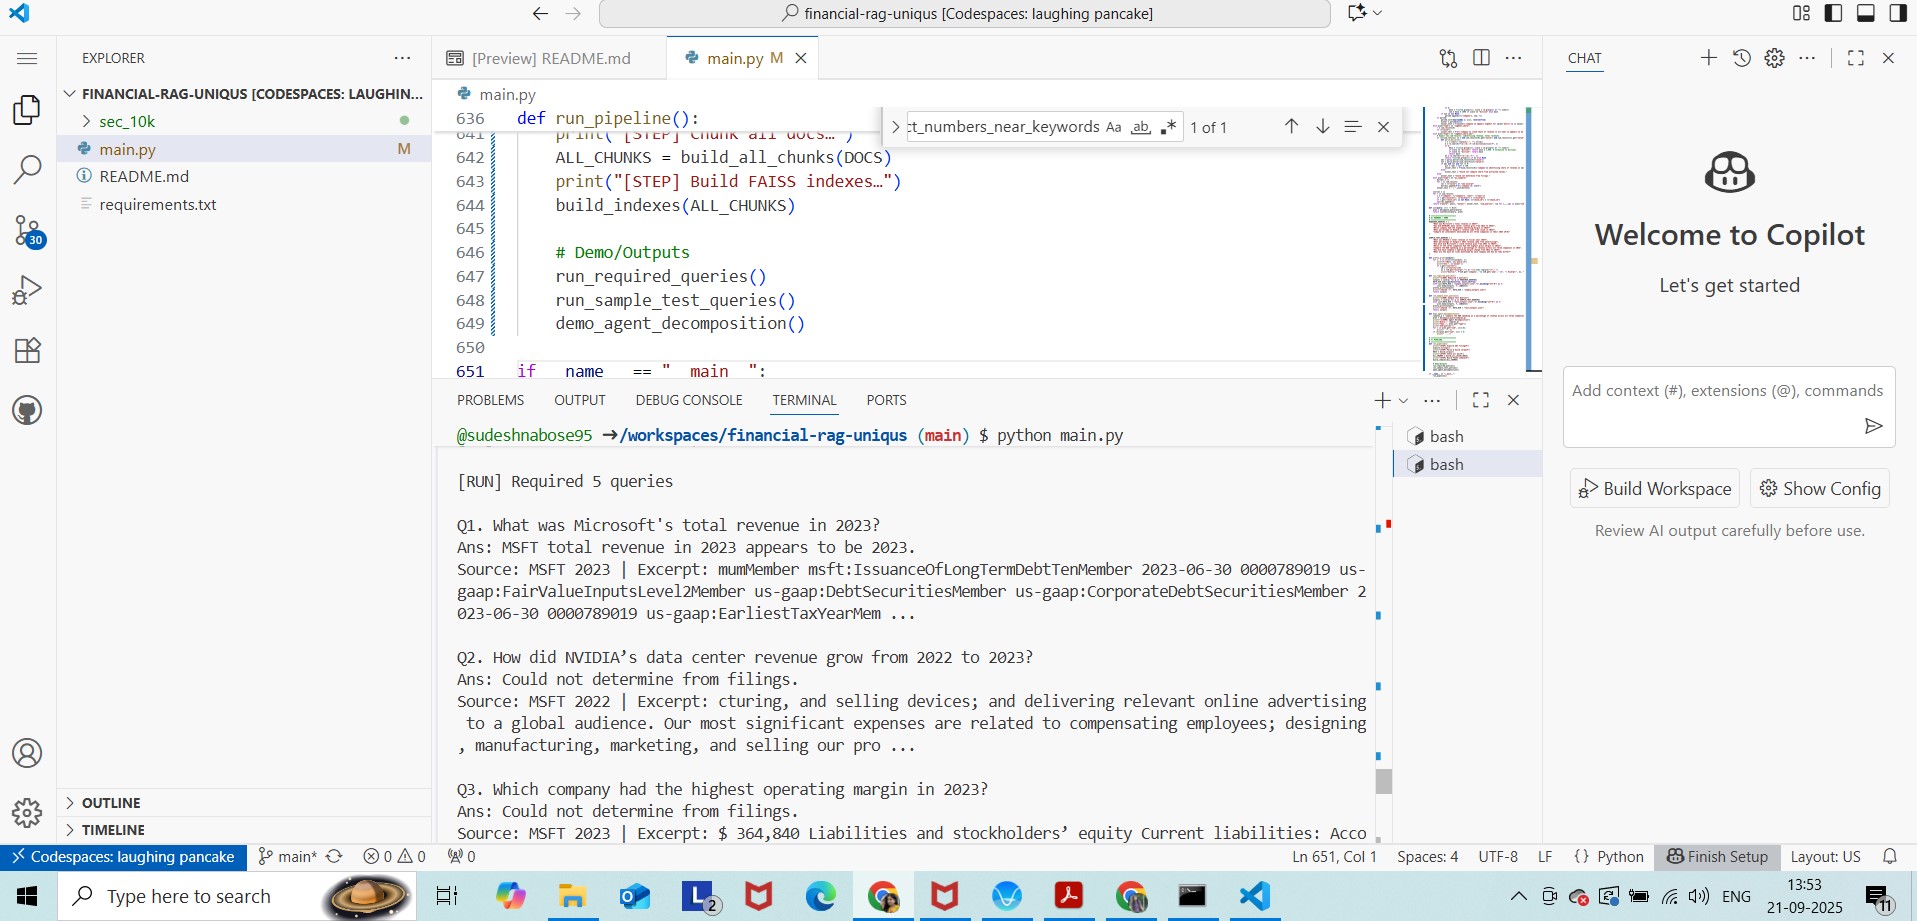 financial-rag-uniqus [Codespaces: laughing pancake]
EXPLORER
FINANCIAL-RAG-UNIQUS [CODESPACES: LAUGHIN...
sec_10k
main.py M
README.md
requirements.txt
30
OUTLINE
TIMELINE
[Preview] README.md
main.py M
main.py
ct_numbers_near_keywords Aa ab 1 of 1
636 def run_pipeline():
641 print("[STEP] Chunk all docs…")
642 ALL_CHUNKS = build_all_chunks(DOCS)
643 print("[STEP] Build FAISS indexes…")
644 build_indexes(ALL_CHUNKS)
645
646 # Demo/Outputs
647 run_required_queries()
648 run_sample_test_queries()
649 demo_agent_decomposition()
650
651 if __name__ == "__main__":
PROBLEMS OUTPUT DEBUG CONSOLE TERMINAL PORTS
@sudeshnabose95 ➜/workspaces/financial-rag-uniqus (main) $ python main.py
[RUN] Required 5 queries
Q1. What was Microsoft's total revenue in 2023?
Ans: MSFT total revenue in 2023 appears to be 2023.
Source: MSFT 2023 | Excerpt: mumMember msft:IssuanceOfLongTermDebtTenMember 2023-06-30 0000789019 us-
gaap:FairValueInputsLevel2Member us-gaap:DebtSecuritiesMember us-gaap:CorporateDebtSecuritiesMember 2
023-06-30 0000789019 us-gaap:EarliestTaxYearMem ...
Q2. How did NVIDIA’s data center revenue grow from 2022 to 2023?
Ans: Could not determine from filings.
Source: MSFT 2022 | Excerpt: cturing, and selling devices; and delivering relevant online advertising
to a global audience. Our most significant expenses are related to compensating employees; designing
, manufacturing, marketing, and selling our pro ...
Q3. Which company had the highest operating margin in 2023?
Ans: Could not determine from filings.
Source: MSFT 2023 | Excerpt: $ 364,840 Liabilities and stockholders’ equity Current liabilities: Acco
bash
bash
CHAT
Welcome to Copilot
Let's get started
Add context (#), extensions (@), commands
Build Workspace
Show Config
Review AI output carefully before use.
Codespaces: laughing pancake main* 0 0 0 Ln 651, Col 1 Spaces: 4 UTF-8 LF {} Python Finish Setup Layout: US
Type here to search
L 2
ENG
13:53
21-09-2025
11